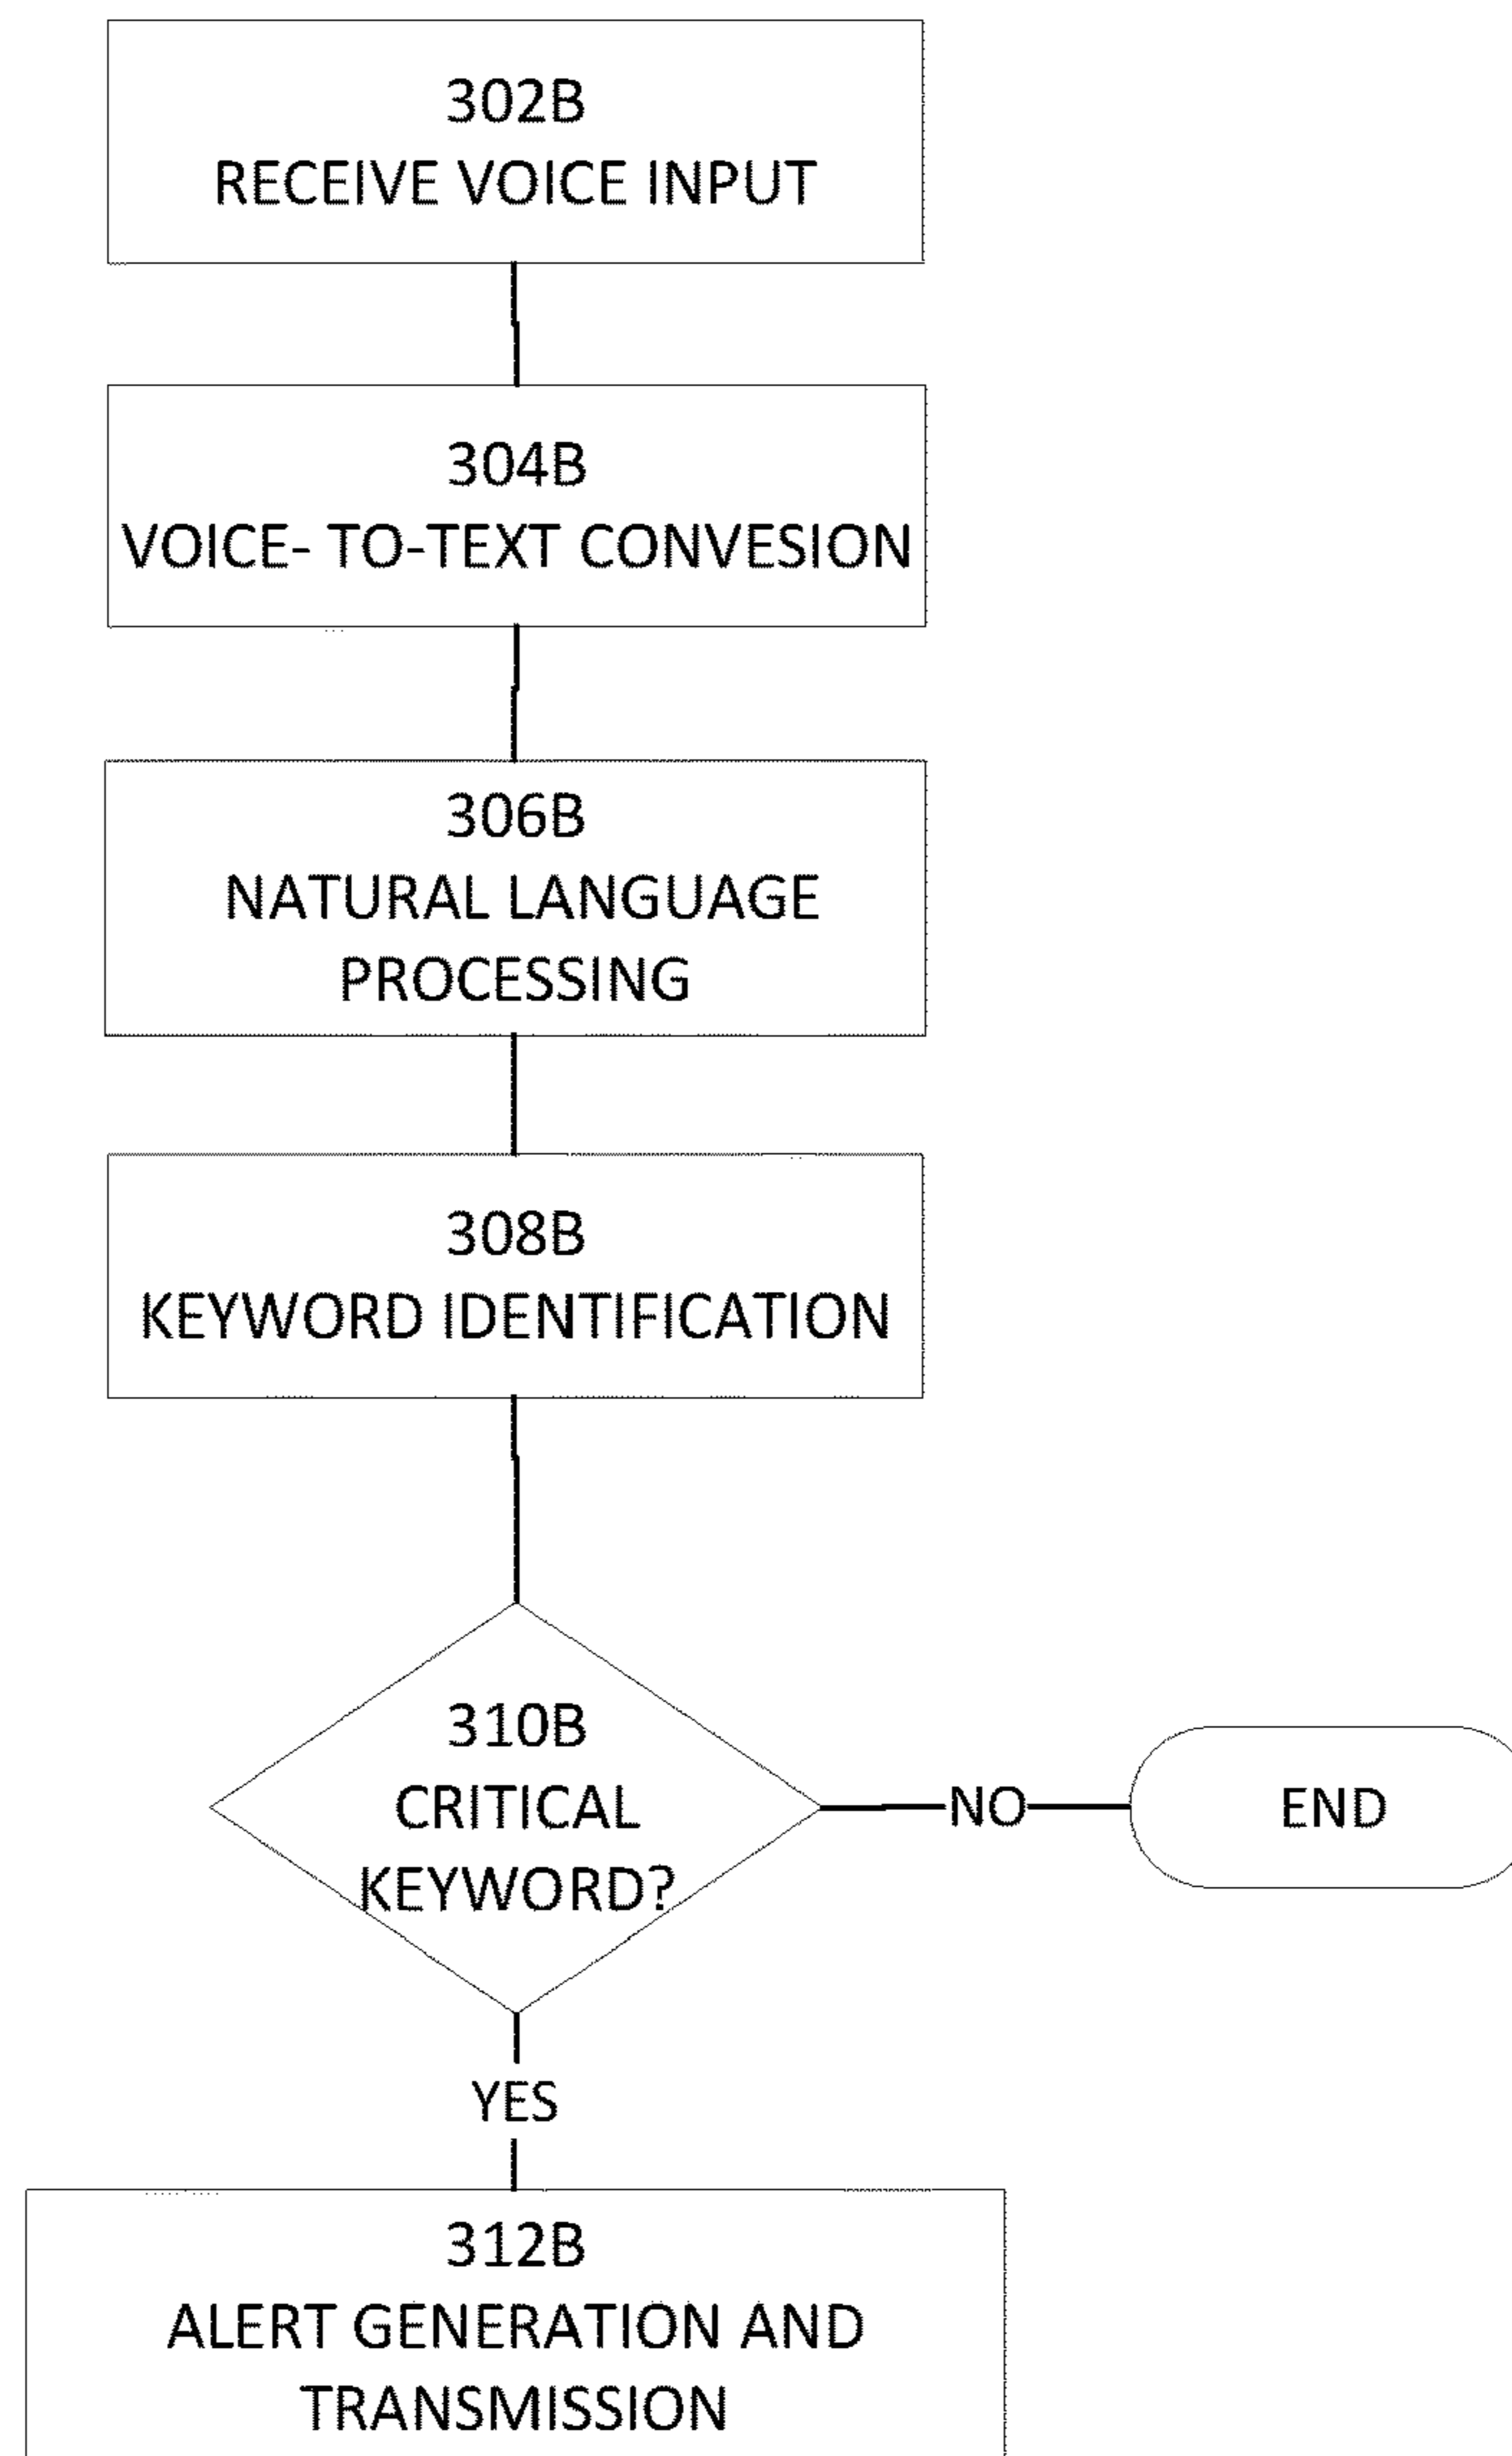 302B
RECEIVE VOICE INPUT
304B
VOICE- TO-TEXT CONVESION
306B
NATURAL LANGUAGE
PROCESSING
308B
KEYWORD IDENTIFICATION
310B
CRITICAL
KEYWORD?
NO
END
YES
312B
ALERT GENERATION AND
TRANSMISSION